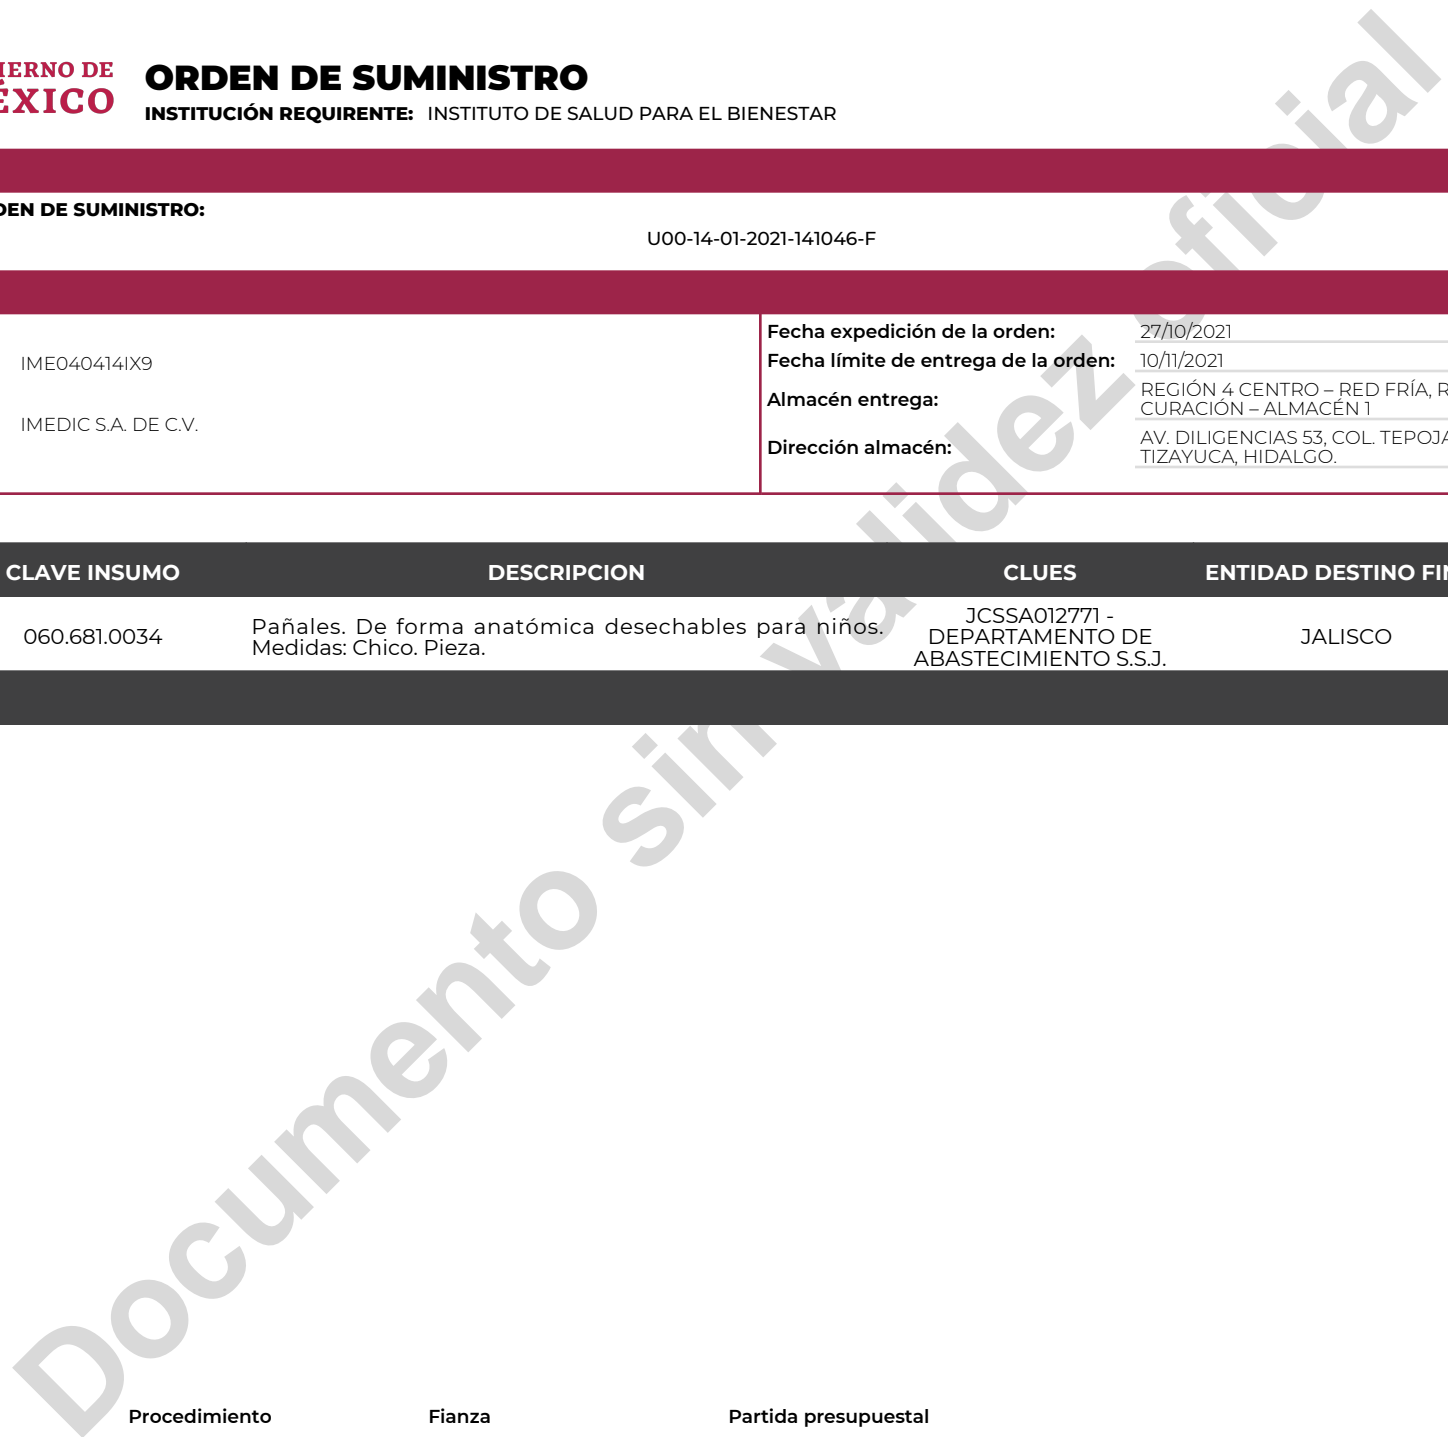 IERNO DE
ÉXICO
ORDEN DE SUMINISTRO
INSTITUCIÓN REQUIRENTE: INSTITUTO DE SALUD PARA EL BIENESTAR
DEN DE SUMINISTRO:
U00-14-01-2021-141046-F
IME040414IX9
IMEDIC S.A. DE C.V.
Fecha expedición de la orden: 27/10/2021
Fecha límite de entrega de la orden: 10/11/2021
Almacén entrega: REGIÓN 4 CENTRO – RED FRÍA, R
CURACIÓN – ALMACÉN 1
Dirección almacén: AV. DILIGENCIAS 53, COL. TEPOJA
TIZAYUCA, HIDALGO.
CLAVE INSUMO DESCRIPCION CLUES ENTIDAD DESTINO FIN
060.681.0034
Pañales. De forma anatómica desechables para niños.
Medidas: Chico. Pieza.
JCSSA012771 -
DEPARTAMENTO DE
ABASTECIMIENTO S.S.J.
JALISCO
Documento sin validez oficial
Procedimiento Fianza Partida presupuestal